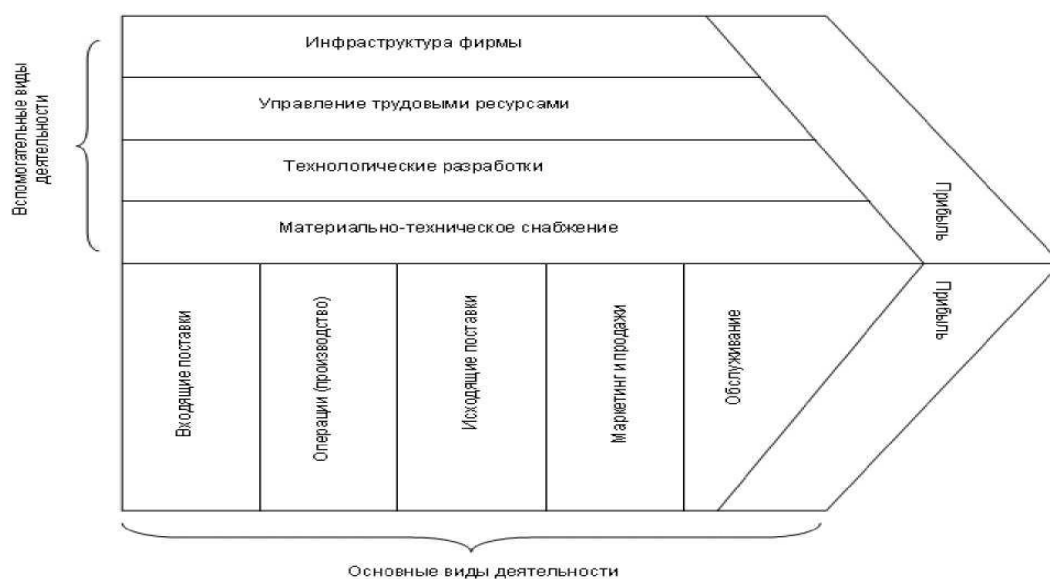 Вспомогательные виды
деятельности
Инфраструктура фирмы
Управление трудовыми ресурсами
Технологические разработки
Материально-техническое снабжение
Прибыль
Прибыль
Входящие поставки
Операции (производство)
Исходящие поставки
Маркетинг и продажи
Обслуживание
Основные виды деятельности